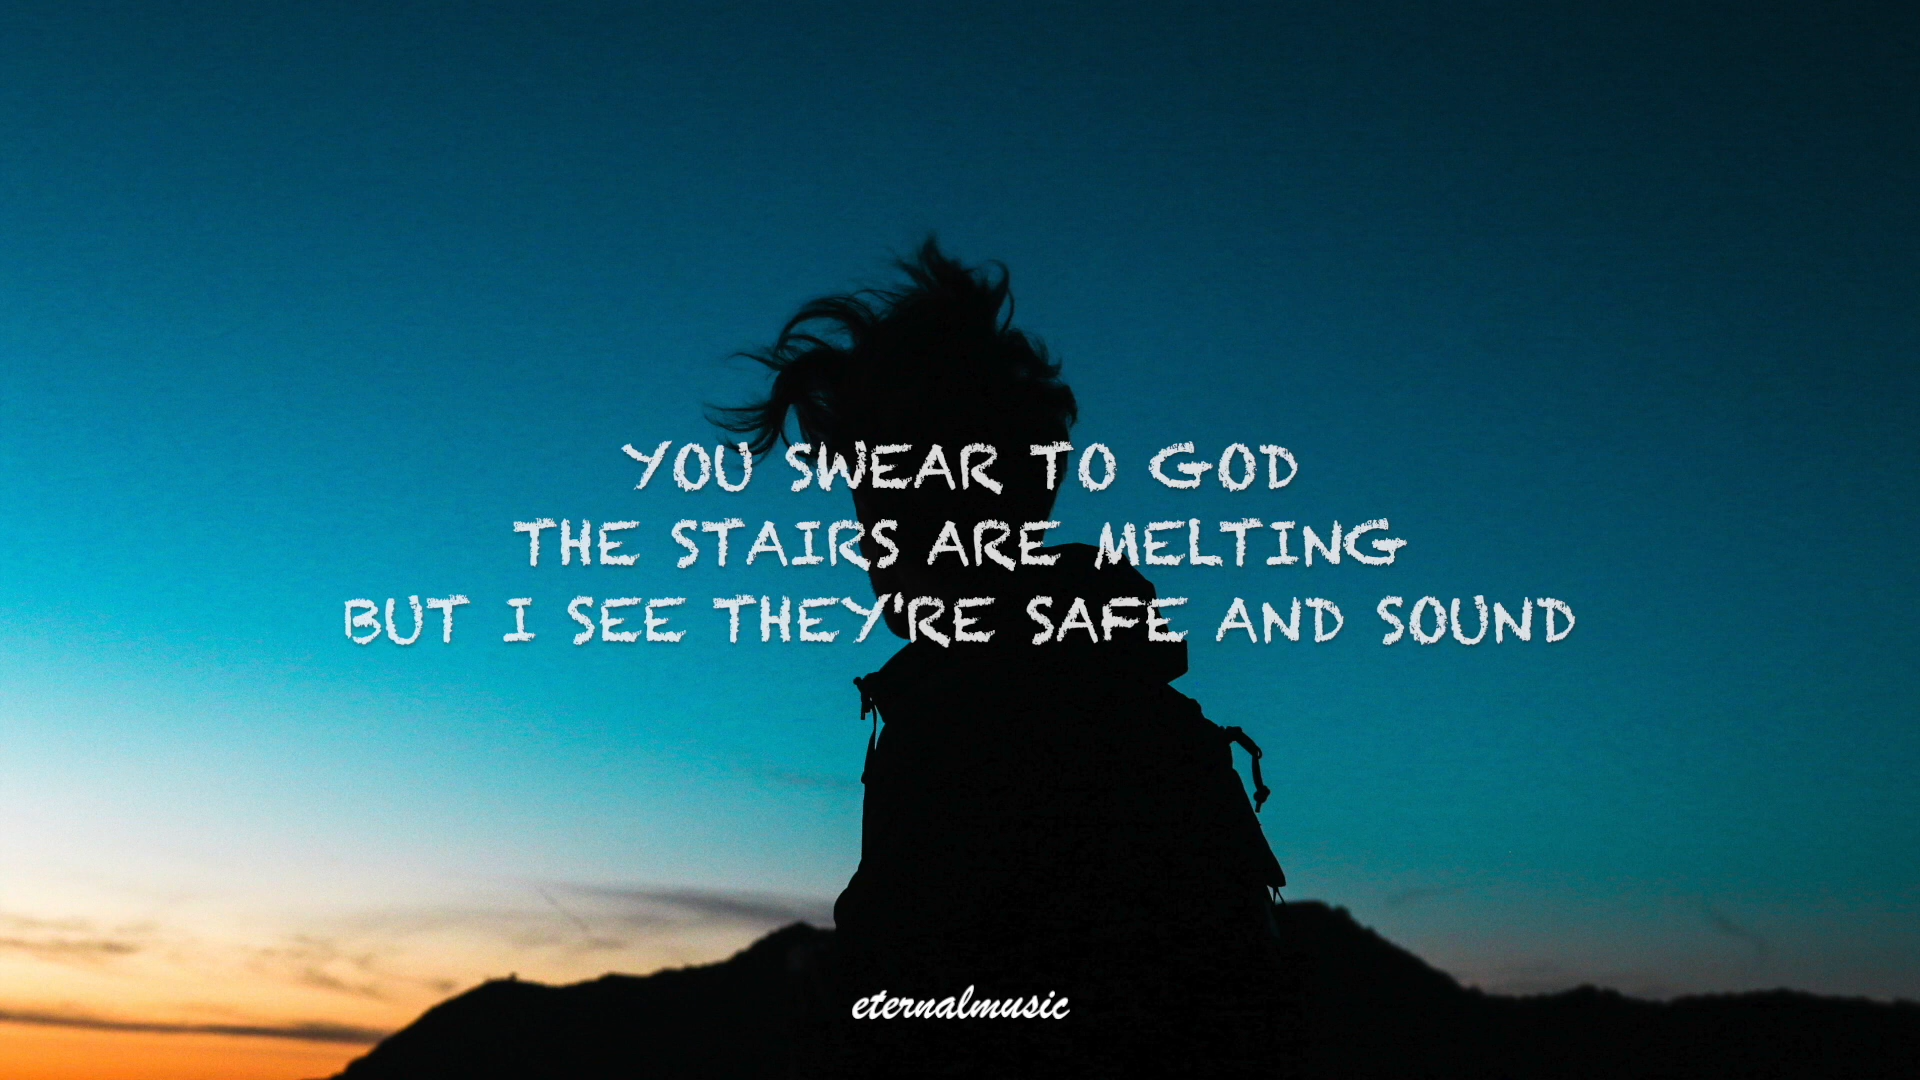 YOU SWEAR TO GOD
THE STAIRS ARE MELTING
BUT I SEE THEY'RE SAFE AND SOUND
eternalmusic